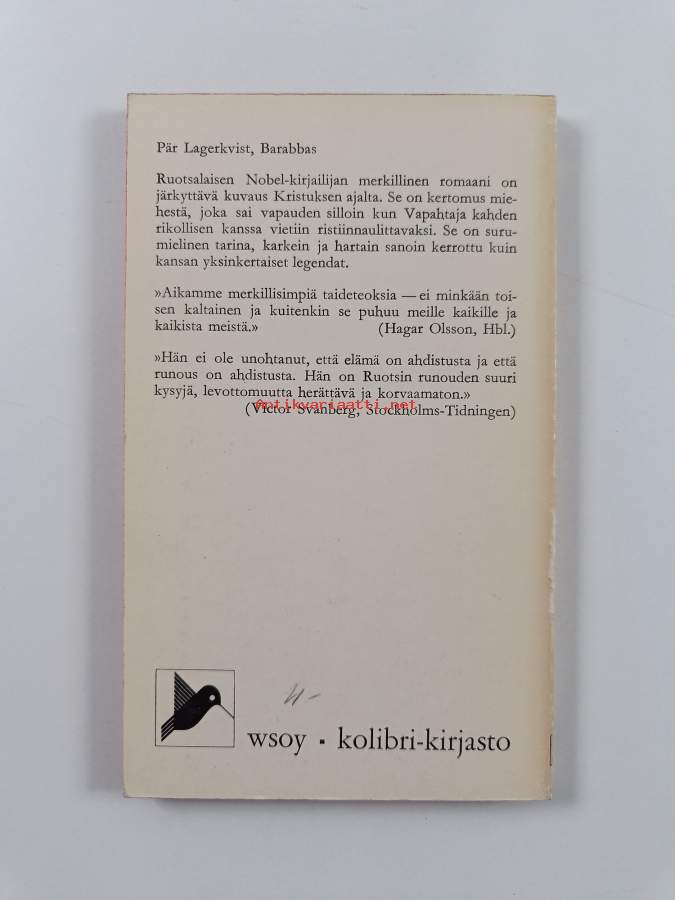 Pär Lagerkvist, Barabbas
Ruotsalaisen Nobel-kirjailijan merkillinen romaani on
järkyttävä kuvaus Kristuksen ajalta. Se on kertomus mie-
hestä, joka sai vapauden silloin kun Vapahtaja kahden
rikollisen kanssa vietiin ristiinnaulittavaksi. Se on suru-
mielinen tarina, karkein ja hartain sanoin kerrottu kuin
kansan yksinkertaiset legendat.
»Aikamme merkillisimpiä taideteoksia — ei minkään toi-
sen kaltainen ja kuitenkin se puhuu meille kaikille ja
kaikista meistä.» (Hagar Olsson, Hbl.)
»Hän ei ole unohtanut, että elämä on ahdistusta ja että
runous on ahdistusta. Hän on Ruotsin runouden suuri
kysyjä, levottomuutta herättävä ja korvaamaton.»
Antikvariaatti.net
(Victor Svanberg, Stockholms-Tidningen)
4-
wsoy ▪ kolibri-kirjasto